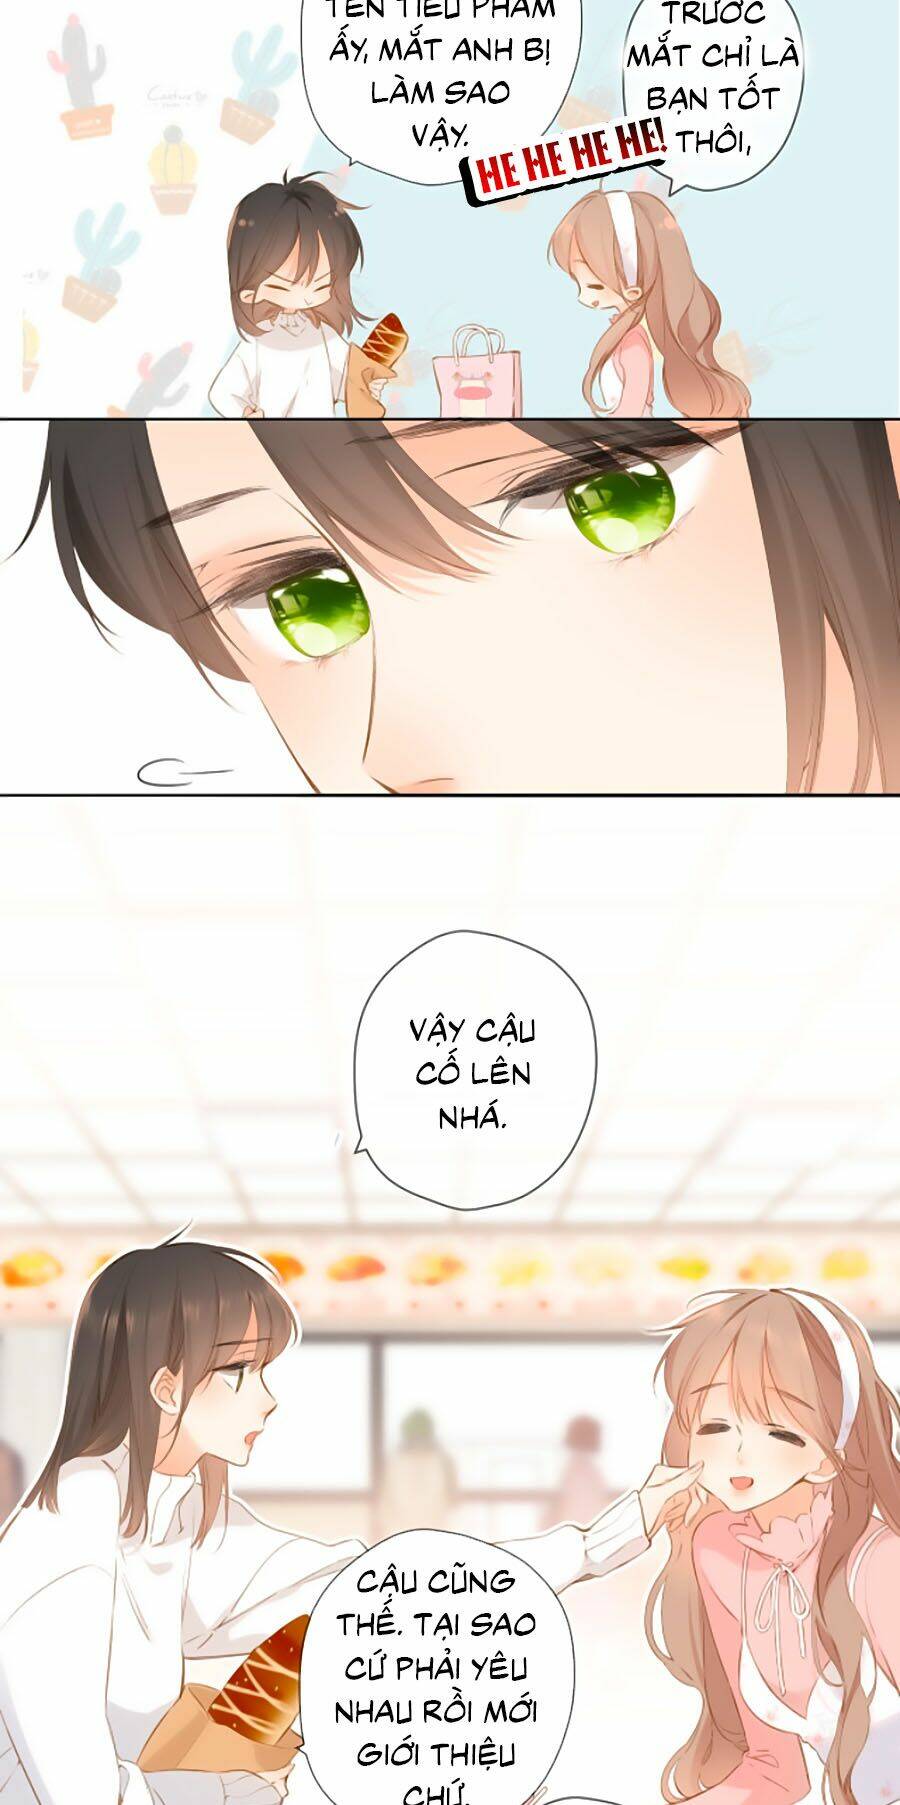 TÊN TIỂU PHẨM
ẤY, MẮT ANH BỊ
LÀM SAO
VẬY.
TRƯỚC
MẮT CHỈ LÀ
BẠN TỐT
THÔI,
HE HE HE HE!
VẬY CẬU
CỐ LÊN
NHÁ.
CẬU CŨNG
THẾ. TẠI SAO
CỨ PHẢI YÊU
NHAU RỒI MỚI
GIỚI THIỆU
CHỨ.